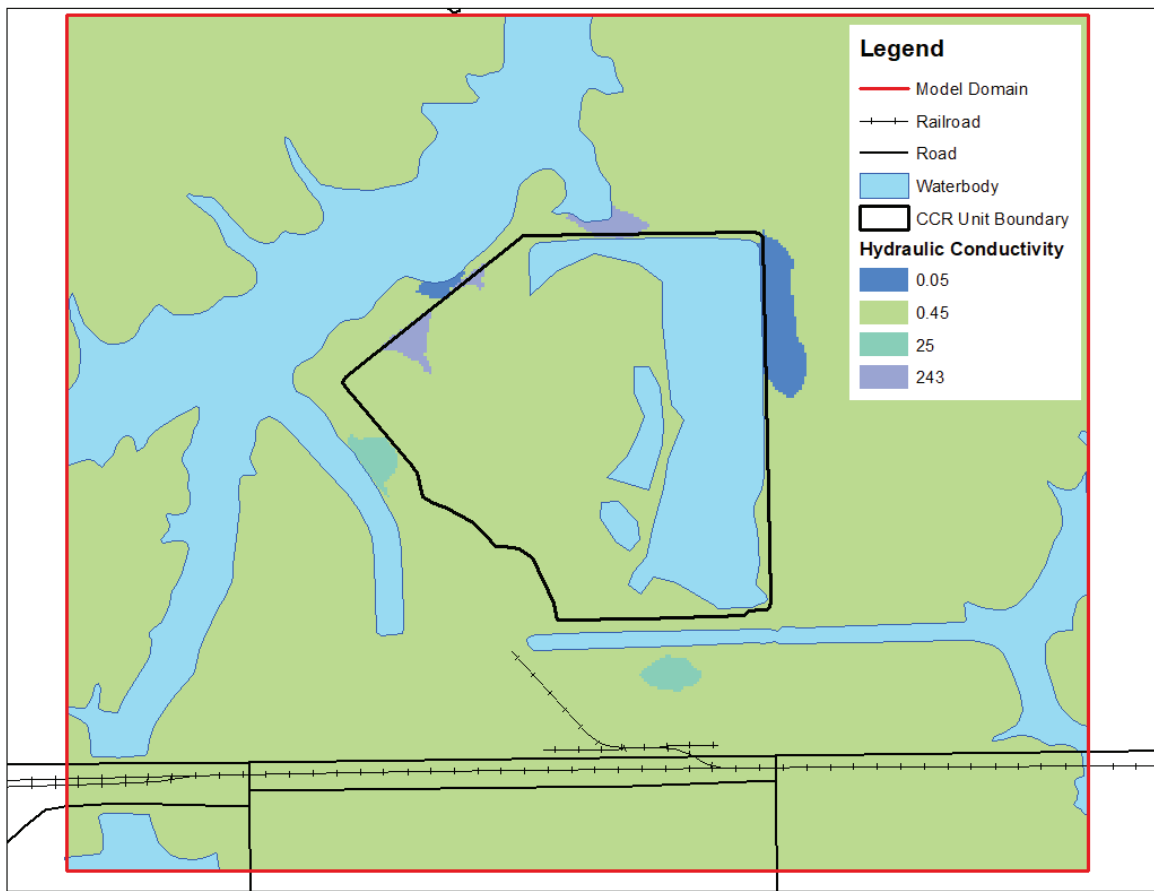 Legend
Model Domain
Railroad
Road
Waterbody
CCR Unit Boundary
Hydraulic Conductivity
0.05
0.45
25
243